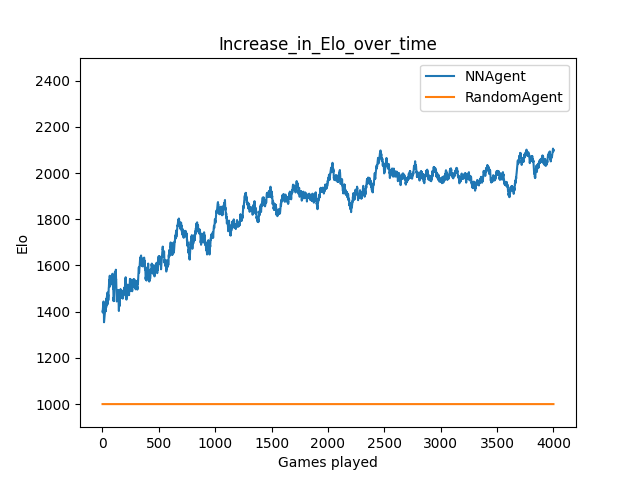 Increase_in_Elo_over_time
NNAgent
RandomAgent
2400
2200
2000
1800
1600
1400
1200
1000
Elo
0 500 1000 1500 2000 2500 3000 3500 4000
Games played